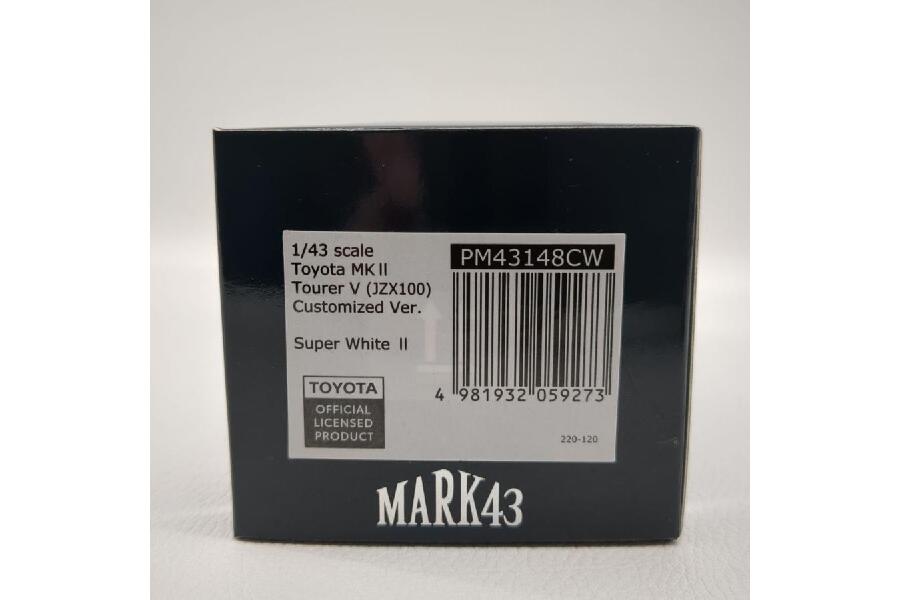 1/43 scale
Toyota MK II
Tourer V (JZX100)
Customized Ver.
Super White II
TOYOTA
OFFICIAL
LICENSED
PRODUCT
PM43148CW
4 981932 059273
220-120
MARK43